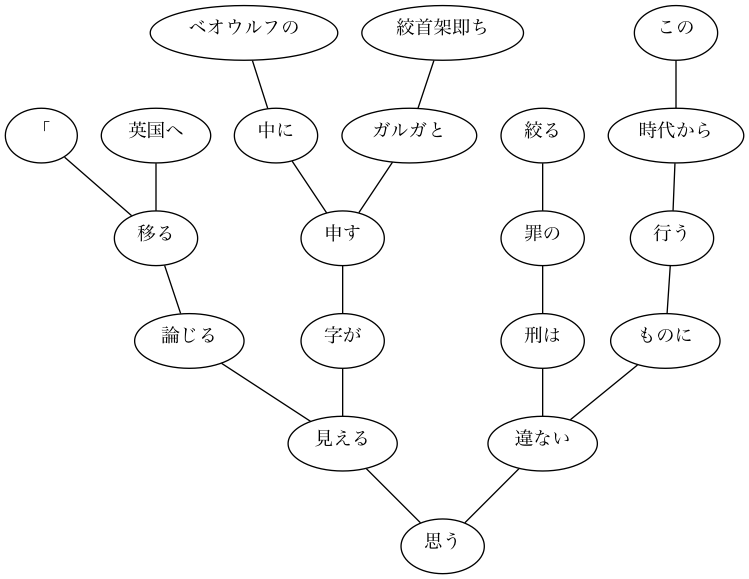 ベオウルフの
絞首架即ち
この
「
英国へ
中に
ガルガと
絞る
時代から
移る
申す
罪の
行う
論じる
字が
刑は
ものに
見える
違ない
思う